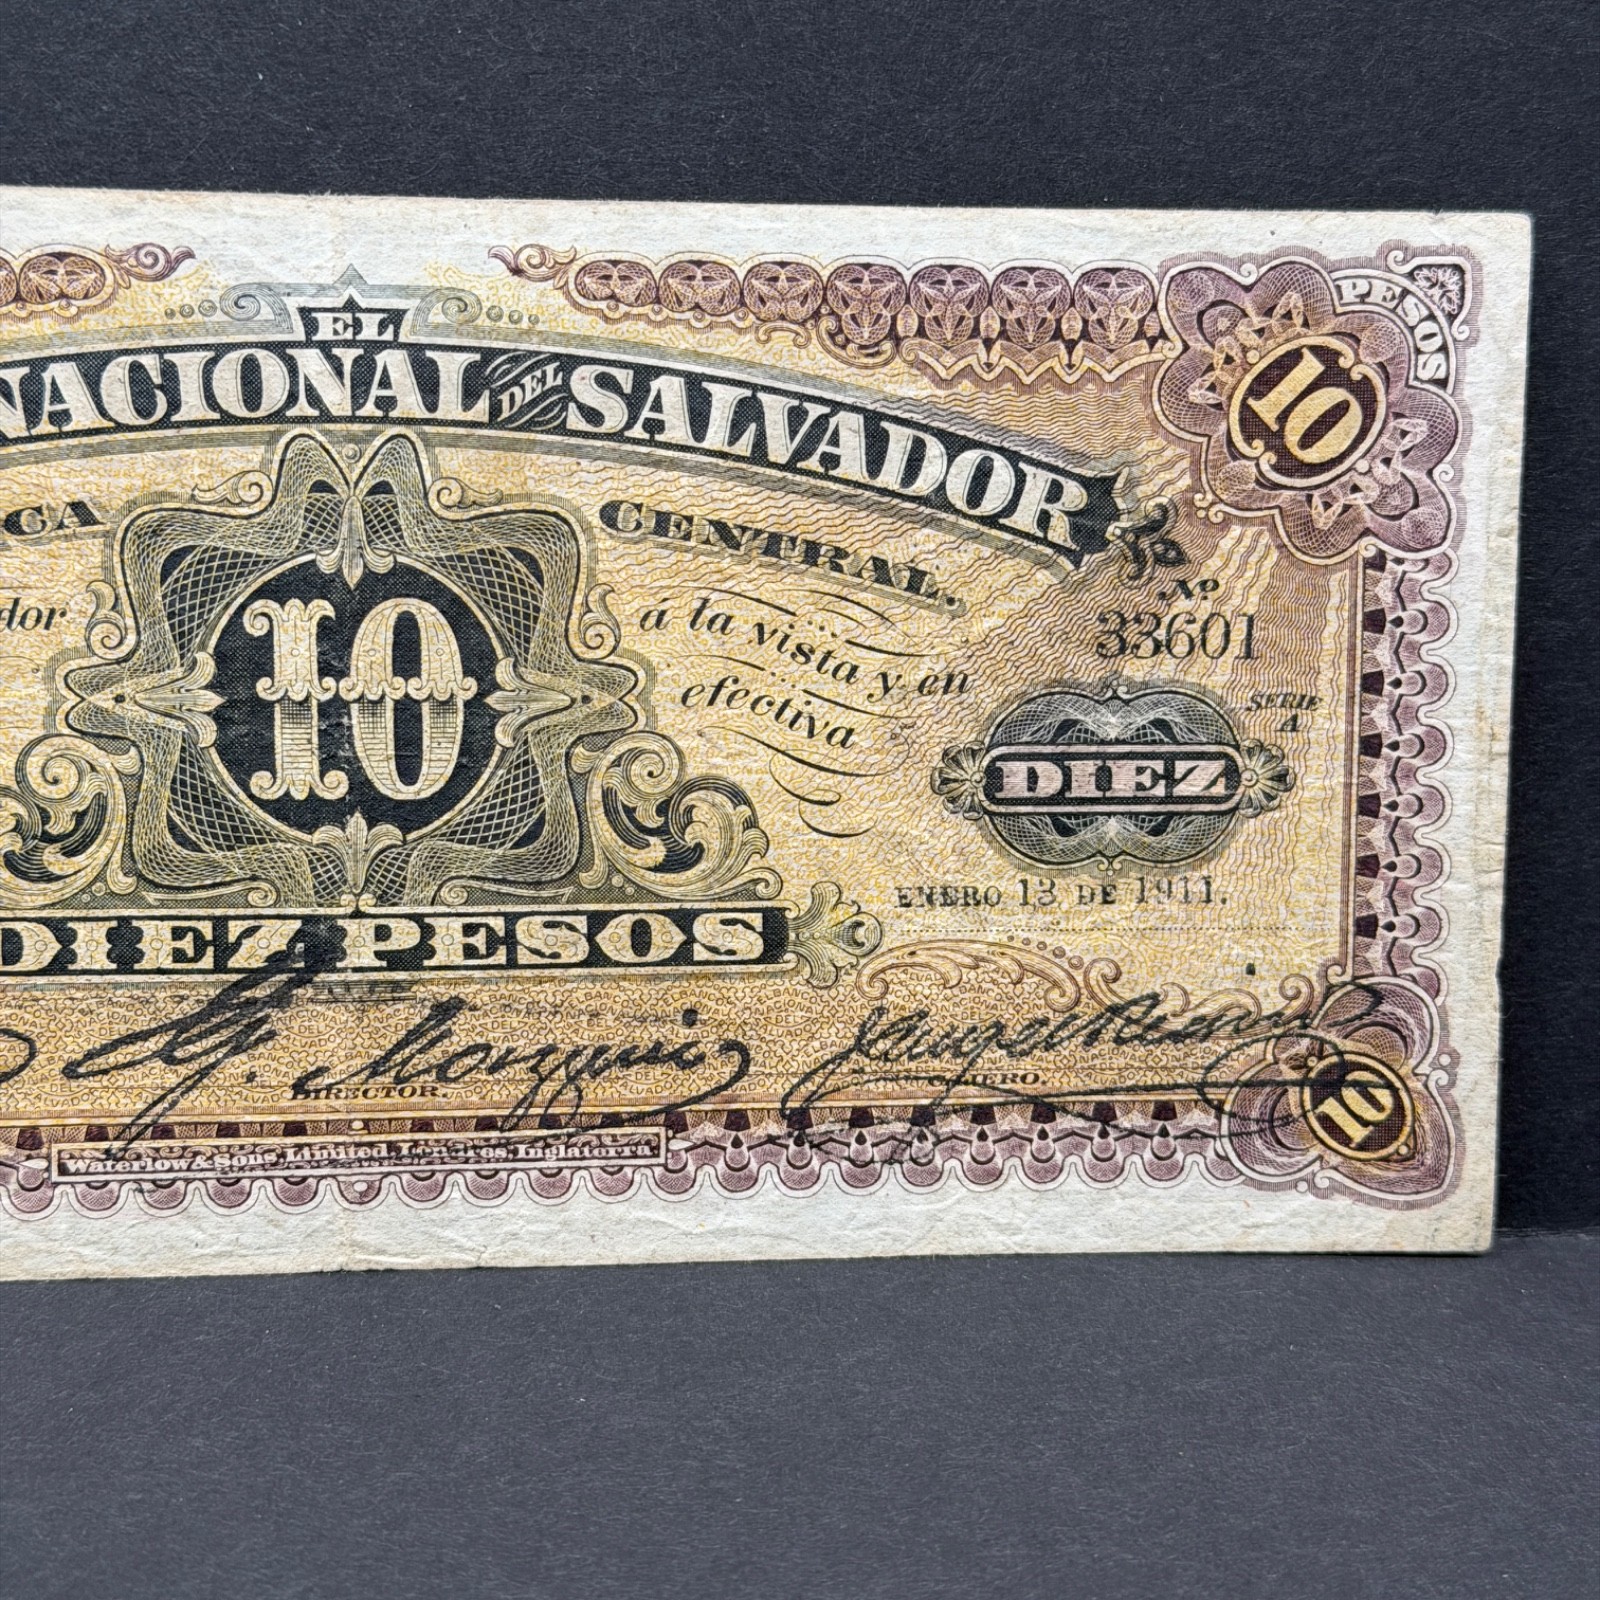 EL
NACIONAL DEL SALVADOR
CA CENTRAL.
PESOS
10
Nº
33601
SERIE
A
dor
10
á la vista y en
efectiva
DIEZ
ENERO 13 DE 1911.
DIEZ PESOS
DIRECTOR.
CAJERO.
10
Waterlow & Sons Limited, Londres, Inglaterra